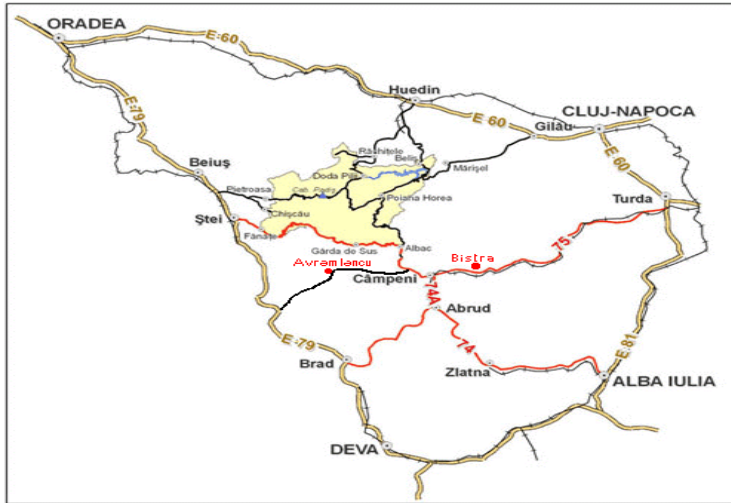 ORADEA
E 60
Huedin
E 60
CLUJ-NAPOCA
Gilău
E 79
Răchițele
Beliș
Mărișel
E 60
Beiuș
Doda Pilii
Pietroasa
Poiana Horea
Turda
Chișcău
Ștei
Fânațe
Gârda de Sus
Albac
75
Avram Iancu
Bistra
Câmpeni
74A
Abrud
E 79
74
E 81
Brad
Zlatna
ALBA IULIA
DEVA